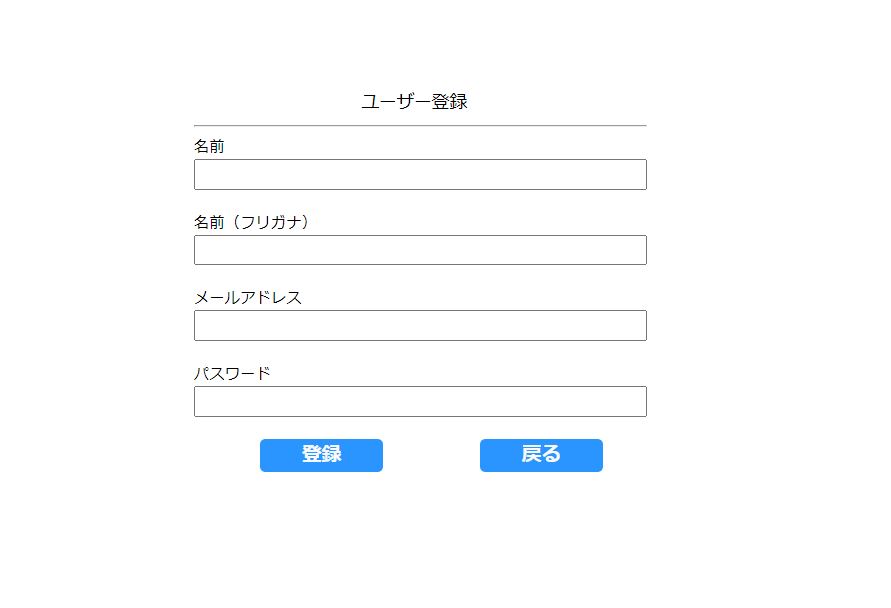 ユーザー登録
名前
名前（フリガナ）
メールアドレス
パスワード
登録 戻る